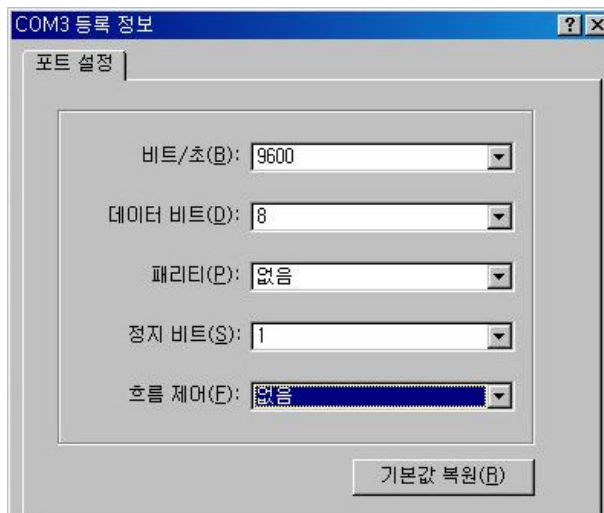 COM3 등록 정보
포트 설정
비트/초(B): 9600
데이터 비트(D): 8
패리티(P): 없음
정지 비트(S): 1
흐름 제어(F): 없음
기본값 복원(R)